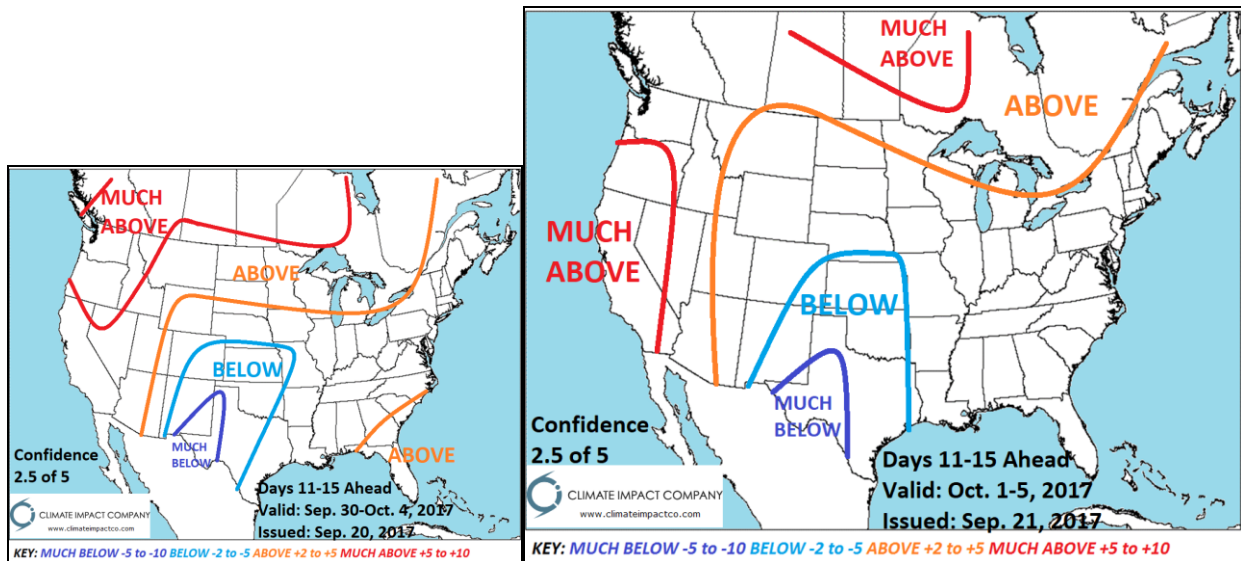 MUCH
ABOVE
ABOVE
BELOW
MUCH
BELOW
ABOVE
Confidence
2.5 of 5
CLIMATE IMPACT COMPANY
www.climateimpactco.com
Days 11-15 Ahead
Valid: Sep. 30-Oct. 4, 2017
Issued: Sep. 20, 2017
KEY: MUCH BELOW -5 to -10 BELOW -2 to -5 ABOVE +2 to +5 MUCH ABOVE +5 to +10
MUCH
ABOVE
ABOVE
MUCH
ABOVE
BELOW
MUCH
BELOW
Confidence
2.5 of 5
CLIMATE IMPACT COMPANY
www.climateimpactco.com
Days 11-15 Ahead
Valid: Oct. 1-5, 2017
Issued: Sep. 21, 2017
KEY: MUCH BELOW -5 to -10 BELOW -2 to -5 ABOVE +2 to +5 MUCH ABOVE +5 to +10